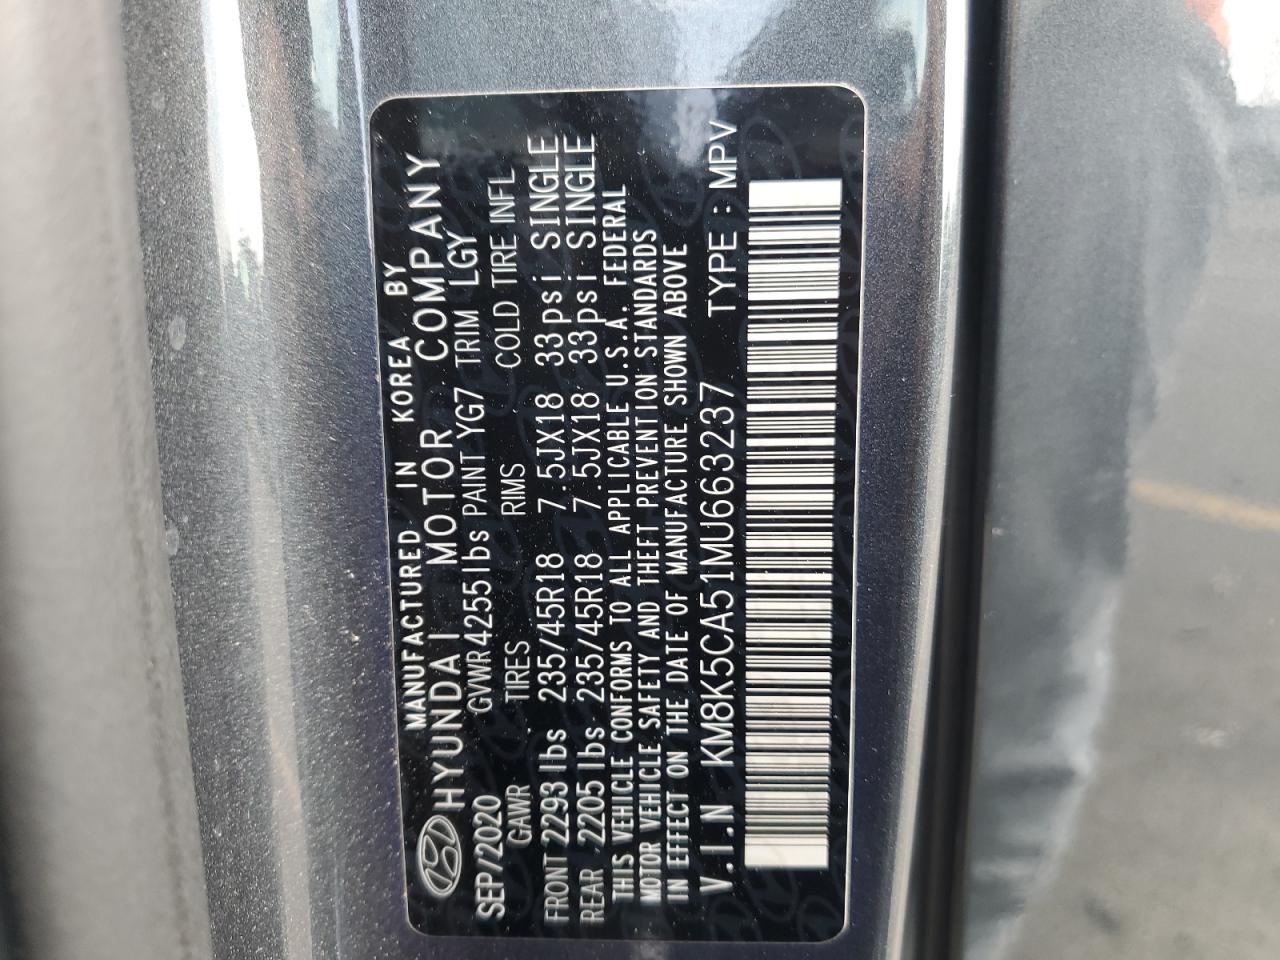 MANUFACTURED IN KOREA BY
HYUNDAI MOTOR COMPANY
SEP/2020 GVWR 4255 lbs PAINT YG7 TRIM LGY
GAWR TIRES RIMS COLD TIRE INFL
FRONT 2293 lbs 235/45R18 7.5JX18 33psi SINGLE
REAR 2205 lbs 235/45R18 7.5JX18 33psi SINGLE
THIS VEHICLE CONFORMS TO ALL APPLICABLE U.S.A. FEDERAL
MOTOR VEHICLE SAFETY AND THEFT PREVENTION STANDARDS
IN EFFECT ON THE DATE OF MANUFACTURE SHOWN ABOVE
V.I.N KM8K5CA51MU663237 TYPE : MPV